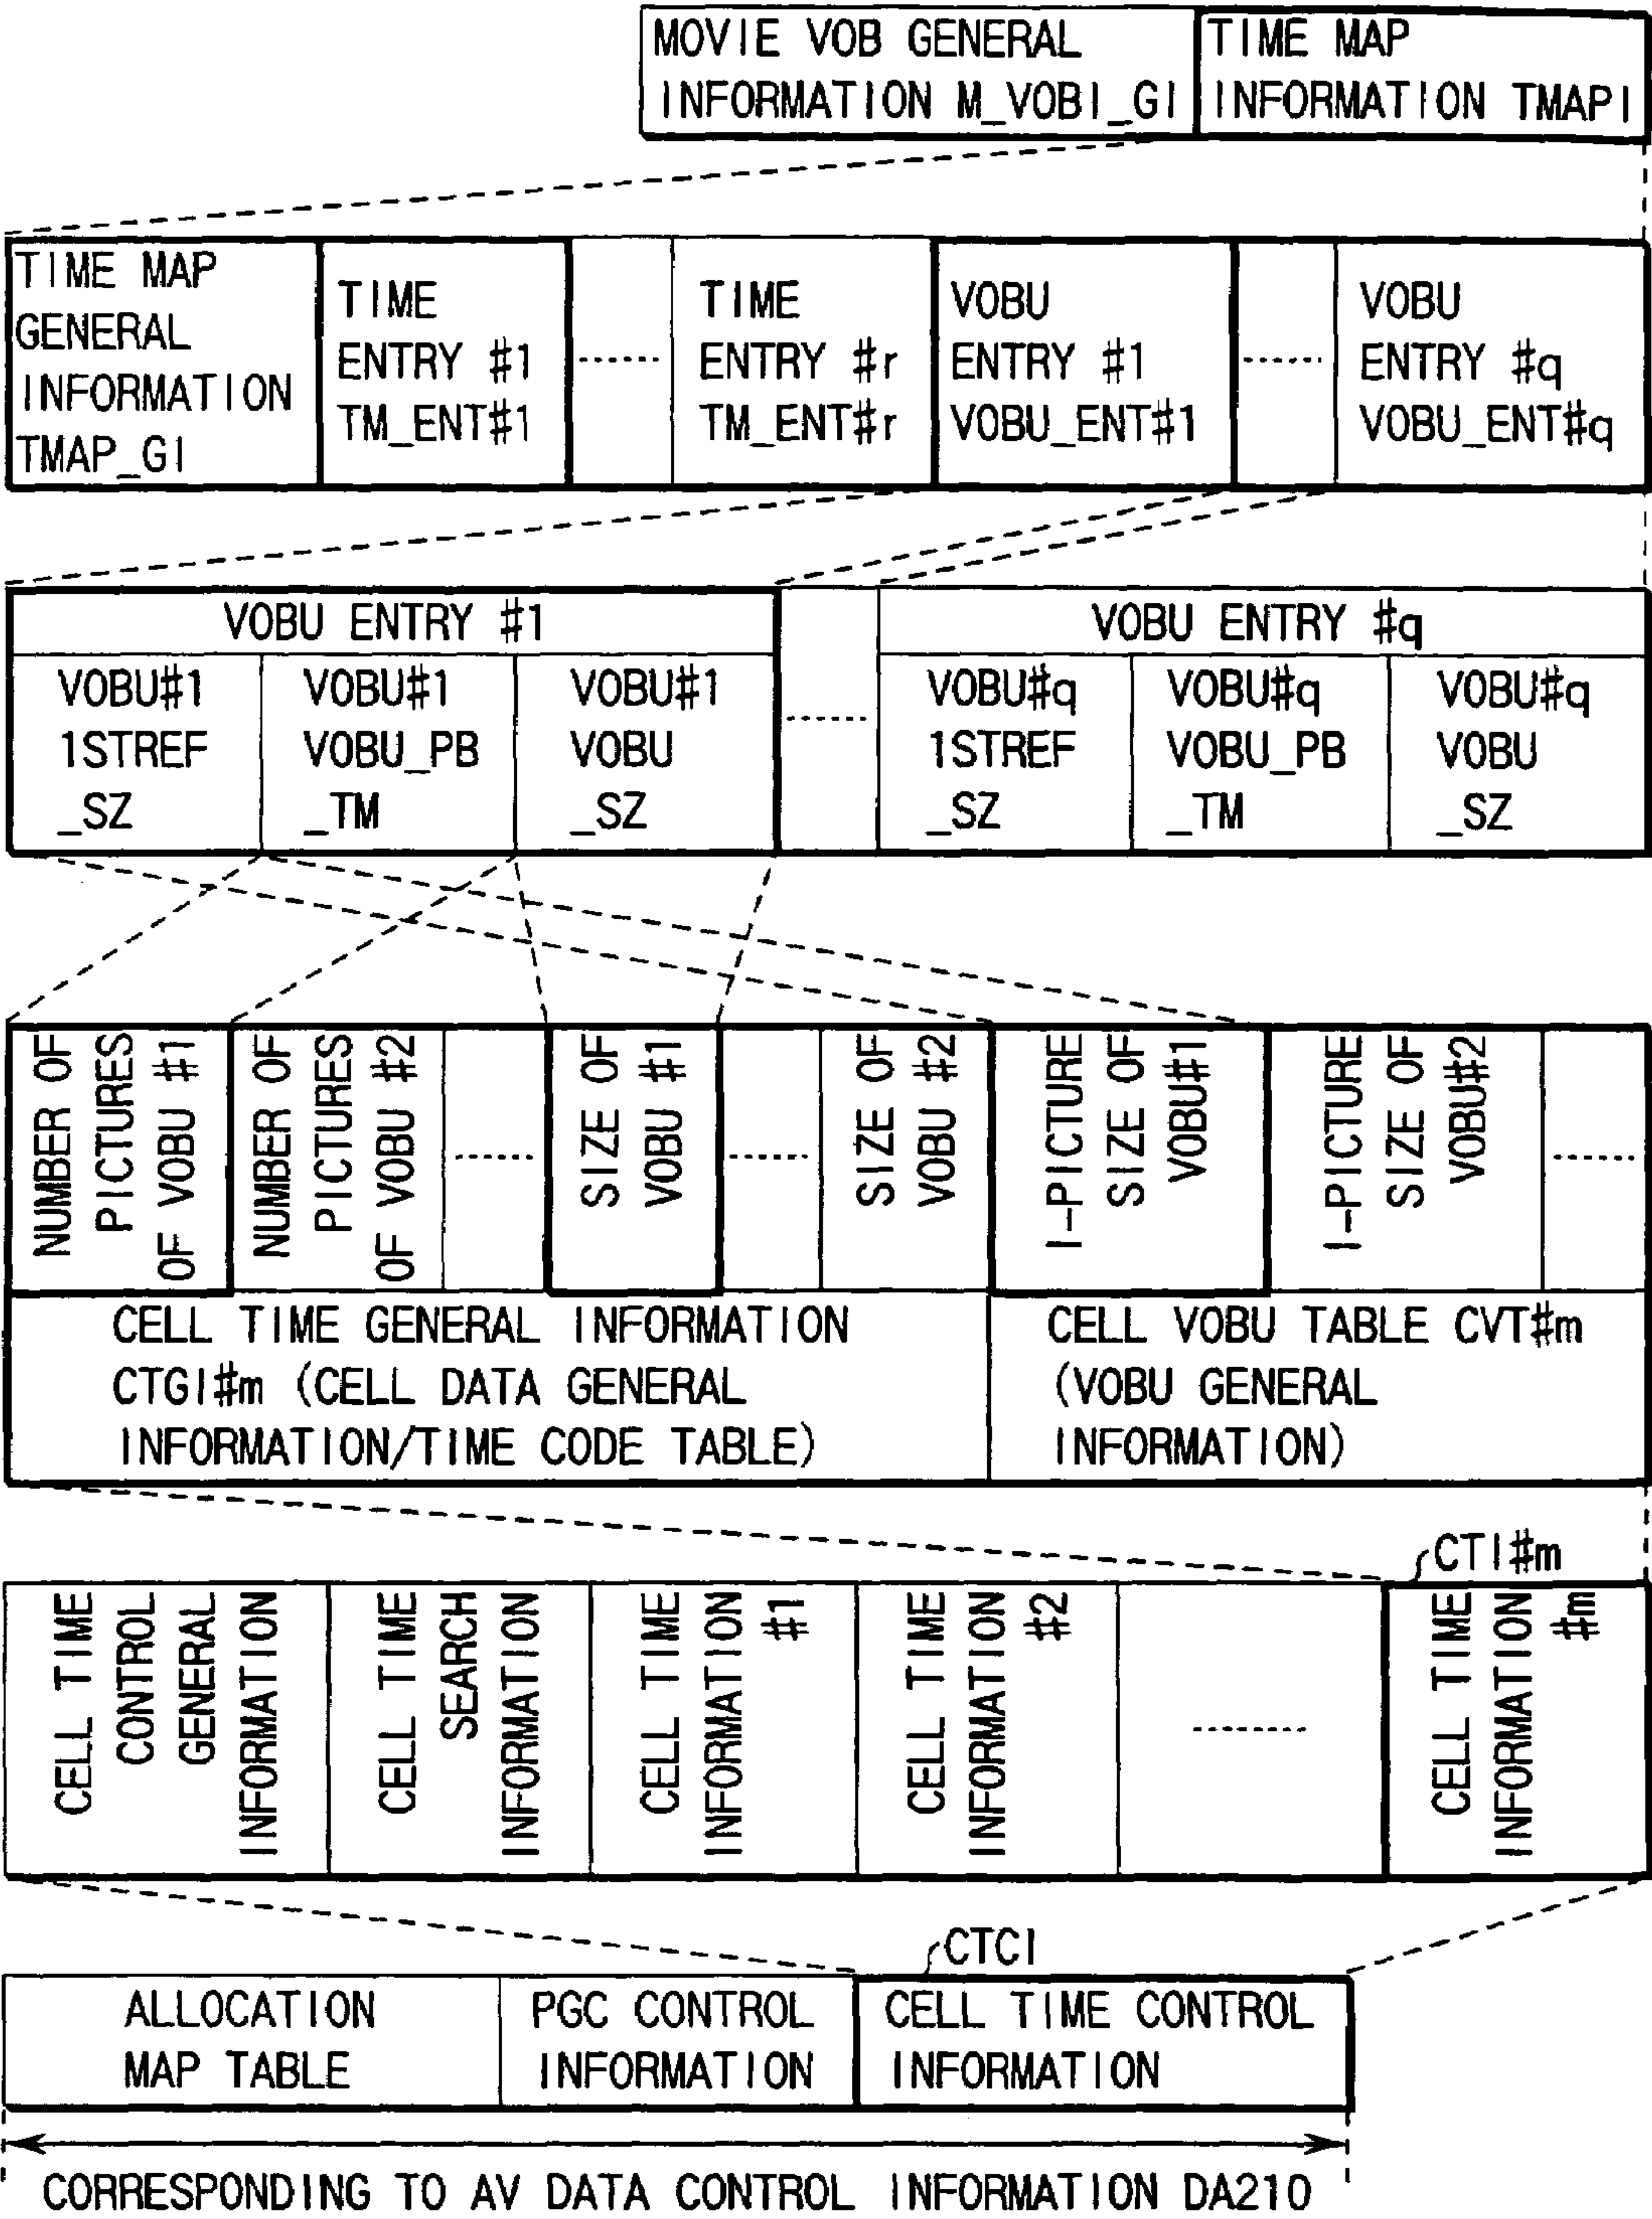 MOVIE VOB GENERAL
INFORMATION M_VOBI_GI
TIME MAP
INFORMATION TMAPI
TIME MAP
GENERAL
INFORMATION
TMAP_GI
TIME
ENTRY #1
TM_ENT#1
........
TIME
ENTRY #r
TM_ENT#r
VOBU
ENTRY #1
VOBU_ENT#1
........
VOBU
ENTRY #q
VOBU_ENT#q
VOBU ENTRY #1
VOBU#1
1STREF
_SZ
VOBU#1
VOBU_PB
_TM
VOBU#1
VOBU
_SZ
........
VOBU ENTRY #q
VOBU#q
1STREF
_SZ
VOBU#q
VOBU_PB
_TM
VOBU#q
VOBU
_SZ
NUMBER OF
PICTURES
OF VOBU #1
NUMBER OF
PICTURES
OF VOBU #2
........
SIZE OF
VOBU #1
........
SIZE OF
VOBU #2
I-PICTURE
SIZE OF
VOBU#1
I-PICTURE
SIZE OF
VOBU#2
........
CELL TIME GENERAL INFORMATION
CTGI#m (CELL DATA GENERAL
INFORMATION/TIME CODE TABLE)
CELL VOBU TABLE CVT#m
(VOBU GENERAL
INFORMATION)
CTI#m
CELL TIME
CONTROL
GENERAL
INFORMATION
CELL TIME
SEARCH
INFORMATION
CELL TIME
INFORMATION
#1
CELL TIME
INFORMATION
#2
...........
CELL TIME
INFORMATION
#m
CTCI
ALLOCATION
MAP TABLE
PGC CONTROL
INFORMATION
CELL TIME CONTROL
INFORMATION
CORRESPONDING TO AV DATA CONTROL INFORMATION DA210